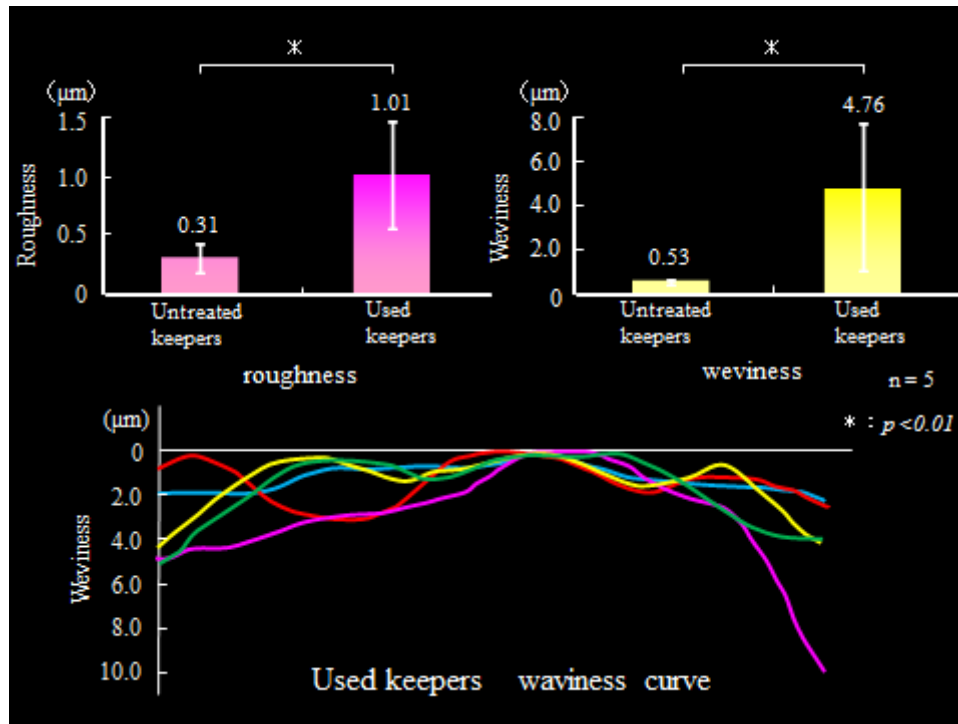 *
(μm)
1.01
1.5
1.0
0.5
0
Roughness
0.31
Untreated keepers
Used keepers
roughness
*
(μm)
4.76
8.0
6.0
4.0
2.0
0
Weviness
0.53
Untreated keepers
Used keepers
weviness
n = 5
* : p<0.01
(μm)
0
2.0
4.0
6.0
8.0
10.0
Weviness
Used keepers waviness curve